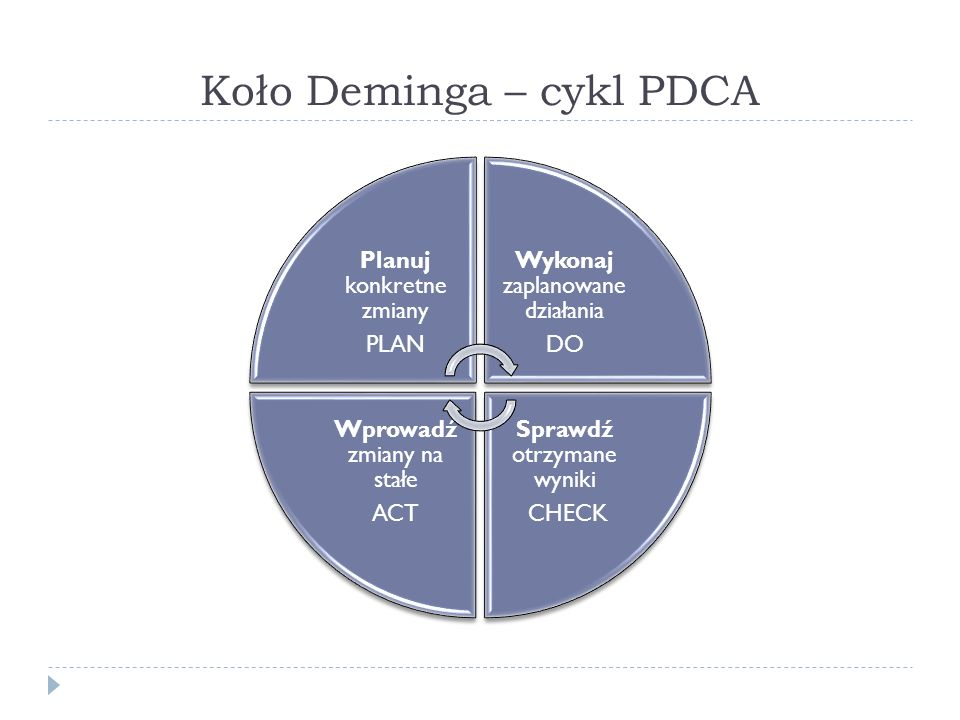 Koło Deminga – cykl PDCA
Planuj
konkretne
zmiany
PLAN
Wykonaj
zaplanowane
działania
DO
Wprowadź
zmiany na
stałe
ACT
Sprawdź
otrzymane
wyniki
CHECK